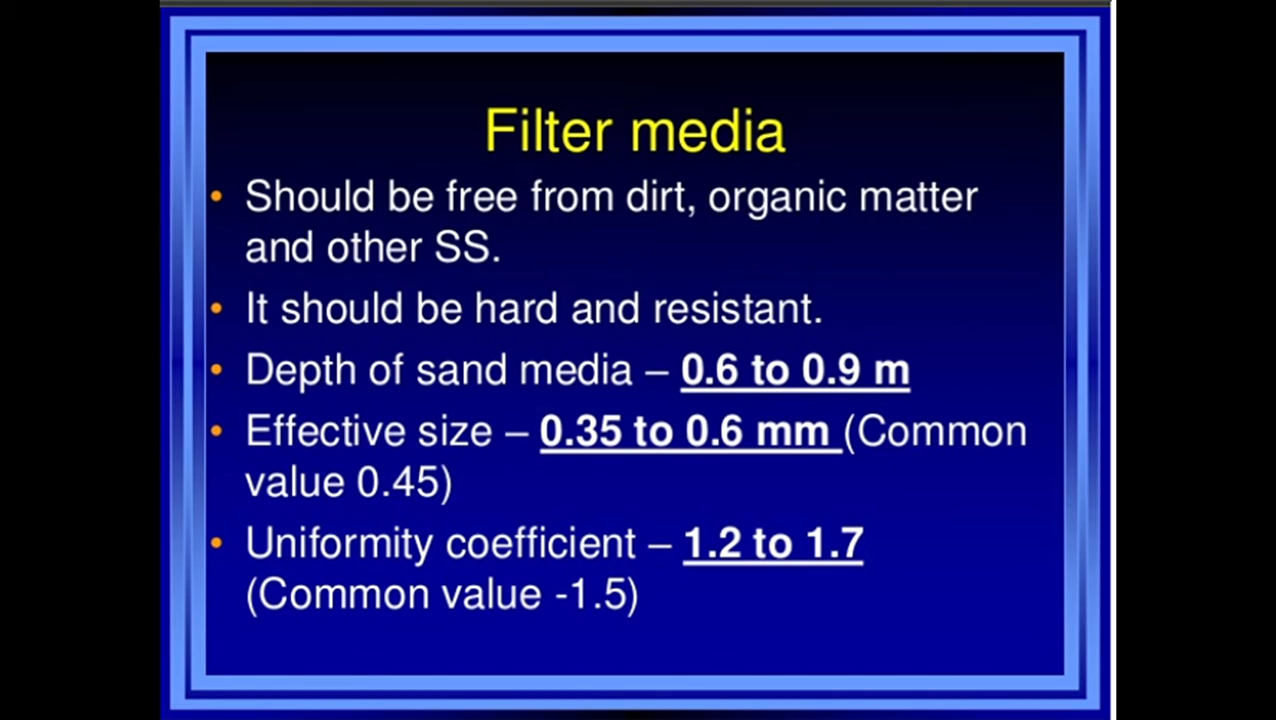 Filter media
• Should be free from dirt, organic matter
and other SS.
• It should be hard and resistant.
• Depth of sand media – 0.6 to 0.9 m
• Effective size – 0.35 to 0.6 mm (Common
value 0.45)
• Uniformity coefficient – 1.2 to 1.7
(Common value -1.5)